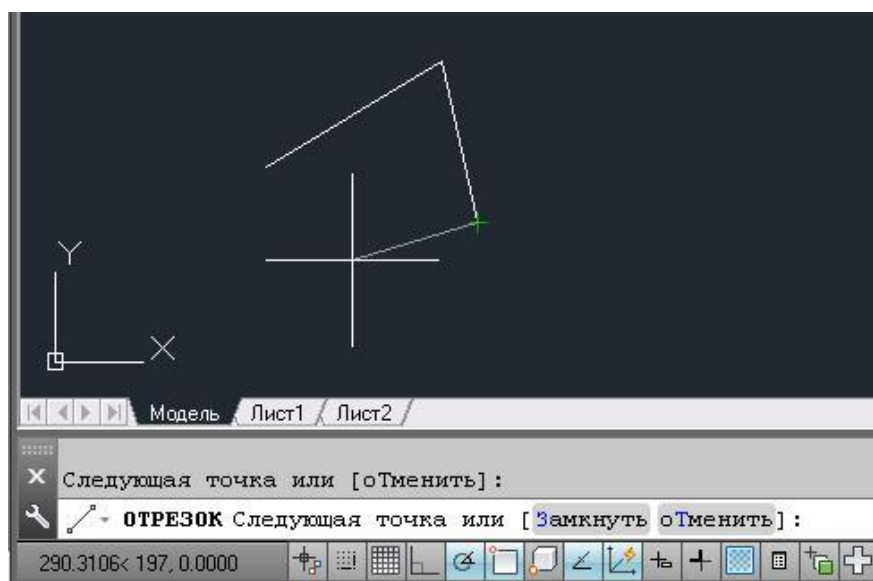 Y
X
Модель Лист1 Лист2
Следующая точка или [оТменить]:
ОТРЕЗОК Следующая точка или [Замкнуть оТменить]:
290.3106< 197, 0.0000